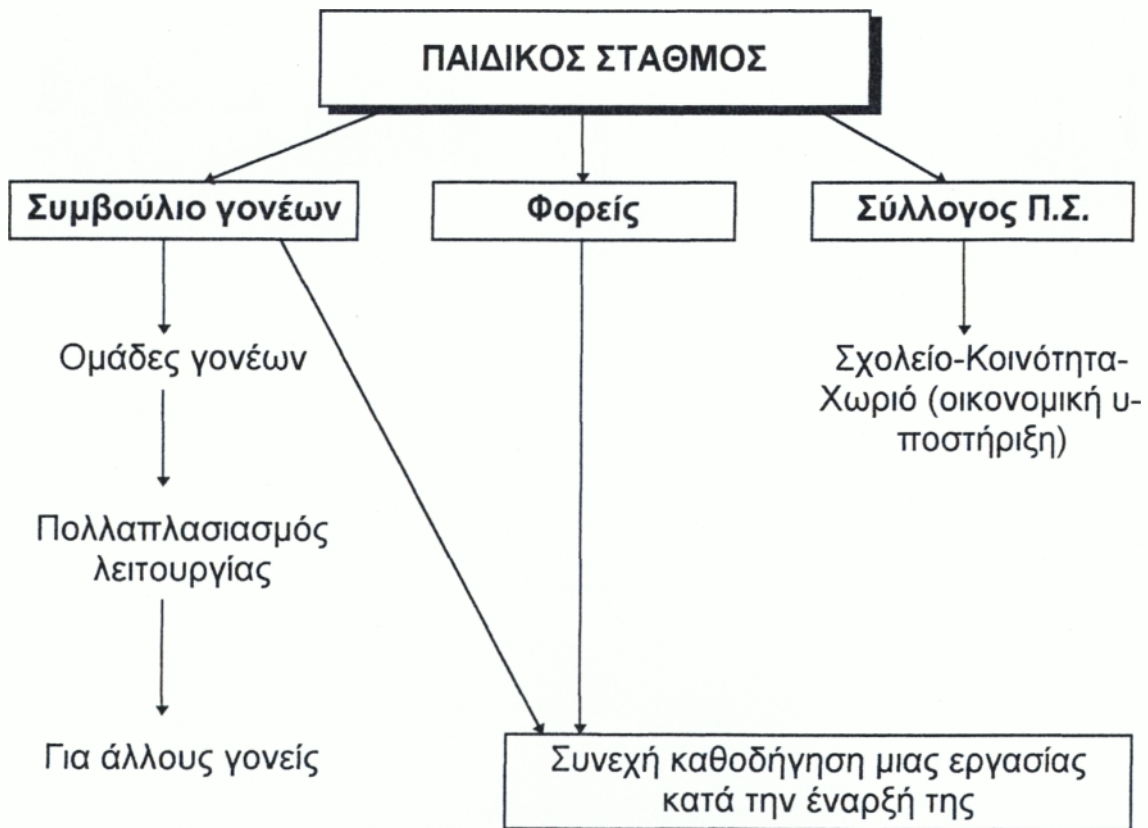 ΠΑΙΔΙΚΟΣ ΣΤΑΘΜΟΣ
Συμβούλιο γονέων
Φορείς
Σύλλογος Π.Σ.
Ομάδες γονέων
Σχολείο-Κοινότητα-
Χωριό (οικονομική υ-
ποστήριξη)
Πολλαπλασιασμός
λειτουργίας
Για άλλους γονείς
Συνεχή καθοδήγηση μιας εργασίας
κατά την έναρξή της